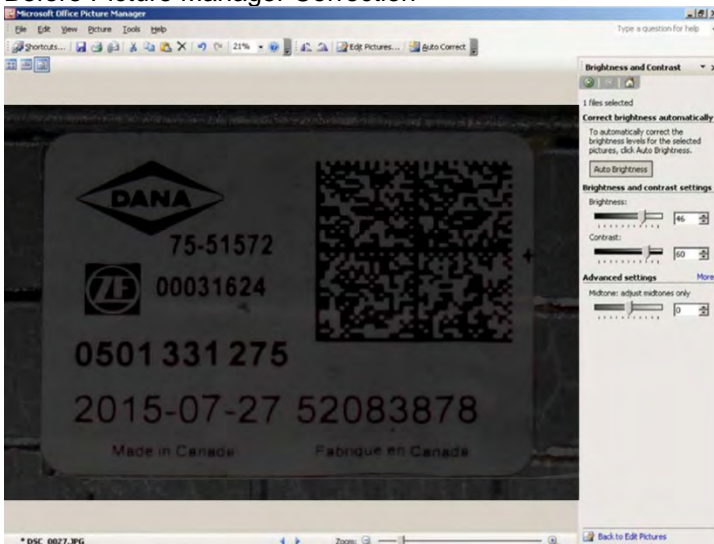 Before Picture Manager Correction
Microsoft Office Picture Manager
File Edit View Picture Tools Help
Type a question for help
Shortcuts... 21% Edit Pictures... Auto Correct
Brightness and Contrast
1 files selected
Correct brightness automatically
To automatically correct the
brightness levels for the selected
pictures, click Auto Brightness.
Auto Brightness
Brightness and contrast settings
Brightness:
46
Contrast:
60
Advanced settings More
Midtone: adjust midtones only
0
DANA
75-51572
ZF 00031624
0501 331 275
2015-07-27 52083878
Made in Canada Fabriqué en Canada
* DSC_0027.JPG Zoom:
Back to Edit Pictures